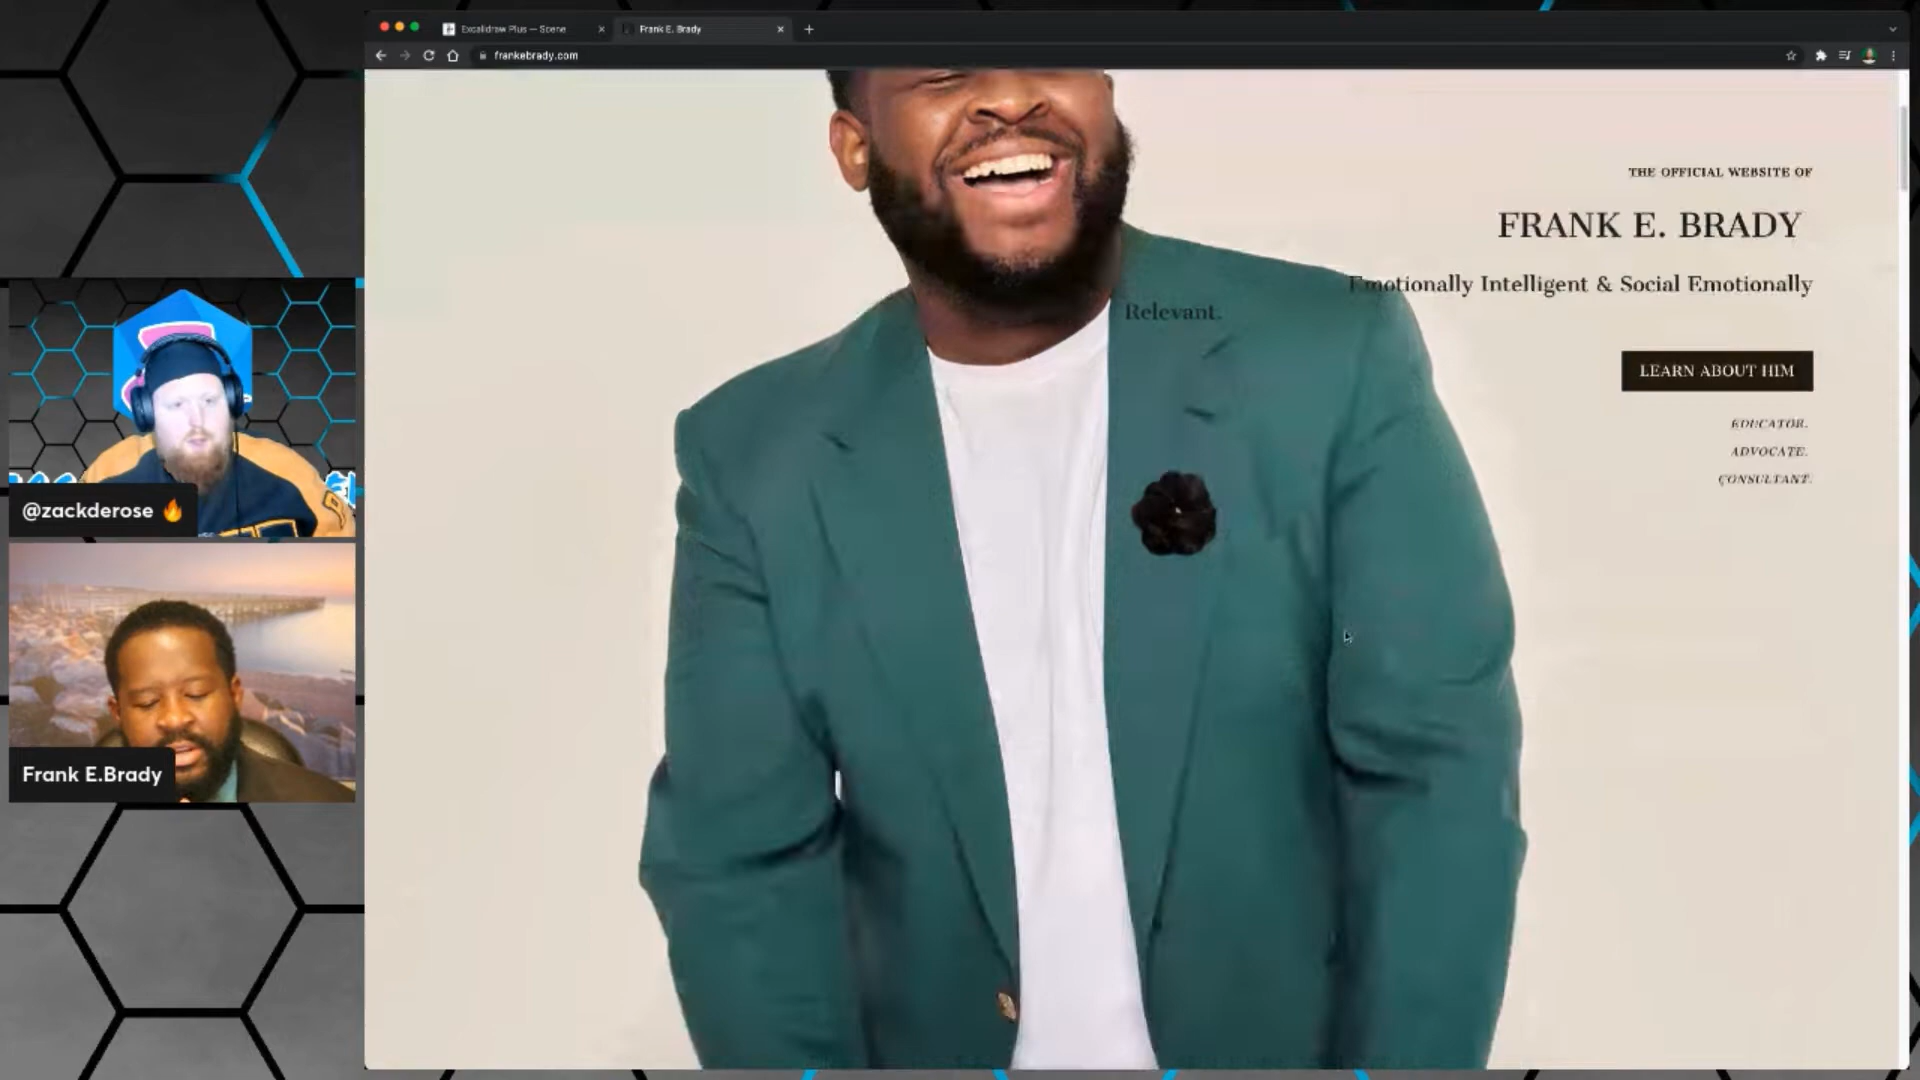 Excalidraw Plus — Scene
Frank E. Brady
frankebrady.com
THE OFFICIAL WEBSITE OF
FRANK E. BRADY
Emotionally Intelligent & Social Emotionally
Relevant.
LEARN ABOUT HIM
EDUCATOR.
ADVOCATE.
CONSULTANT.
@zackderose 🔥
Frank E.Brady